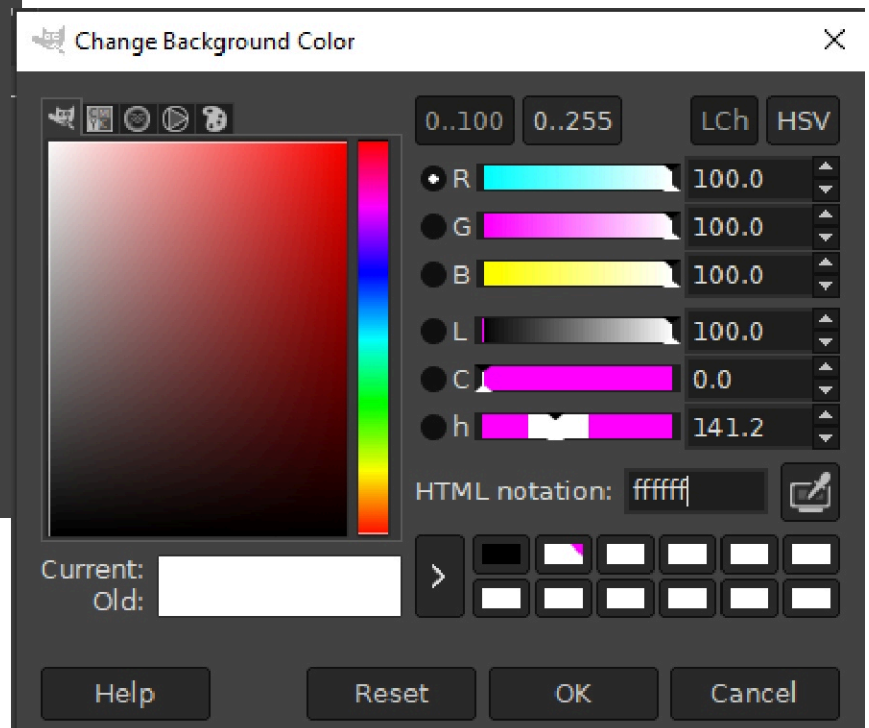 Change Background Color
0..100 0..255 LCh HSV
R 100.0
G 100.0
B 100.0
L 100.0
C 0.0
h 141.2
HTML notation: ffffff
Current:
Old:
Help Reset OK Cancel